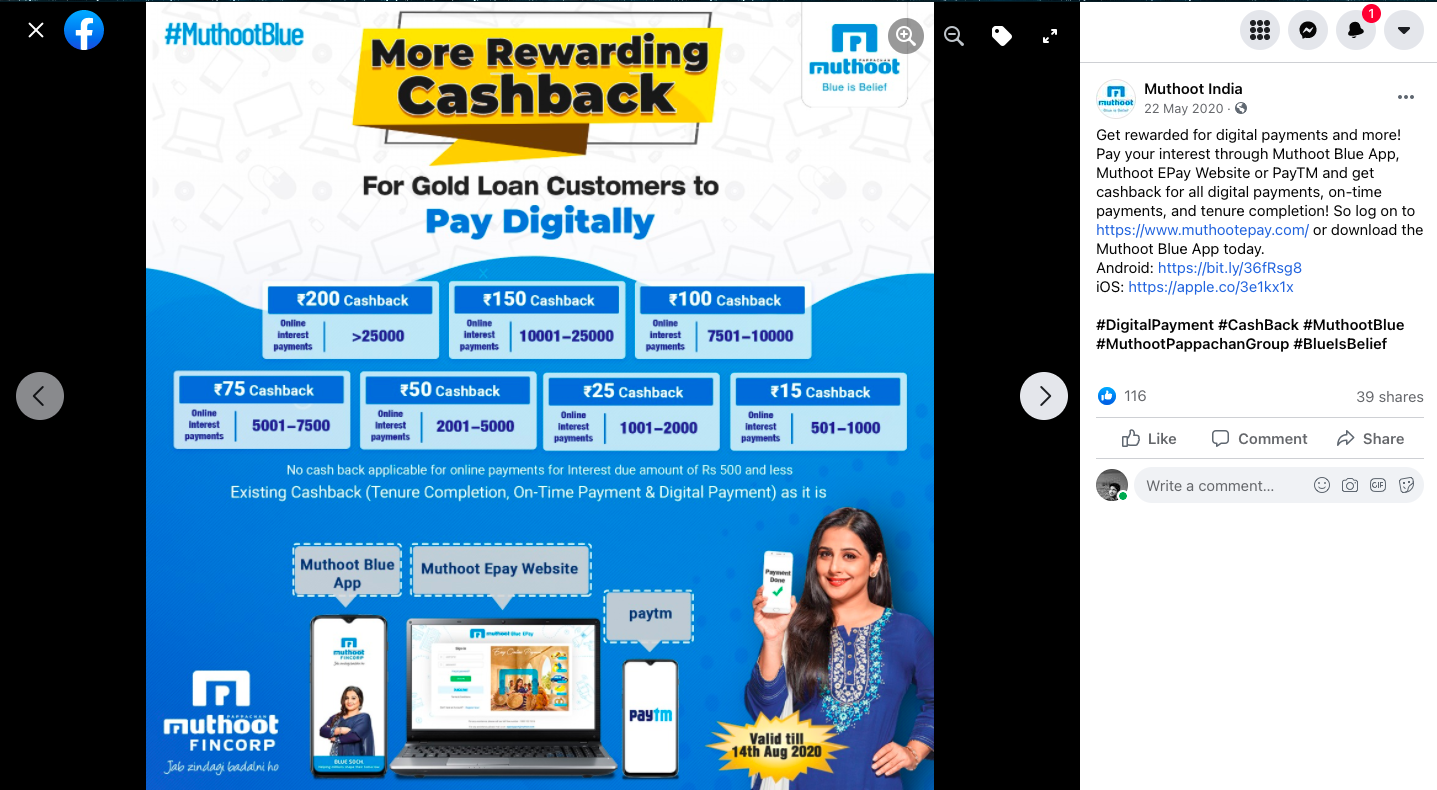 #MuthootBlue
More Rewarding
Cashback
PAPPACHAN
muthoot
Blue is Belief
For Gold Loan Customers to
Pay Digitally
₹200 Cashback
Online
interest
payments
>25000
₹150 Cashback
Online
interest
payments
10001-25000
₹100 Cashback
Online
interest
payments
7501-10000
₹75 Cashback
Online
interest
payments
5001-7500
₹50 Cashback
Online
interest
payments
2001-5000
₹25 Cashback
Online
interest
payments
1001-2000
₹15 Cashback
Online
interest
payments
501-1000
No cash back applicable for online payments for Interest due amount of Rs 500 and less
Existing Cashback (Tenure Completion, On-Time Payment & Digital Payment) as it is
Muthoot Blue
App
Muthoot Epay Website
paytm
Payment
Done
muthoot
FINCORP
muthoot Blue EPay
BLUE SOCH
paytm
PAPPACHAN
muthoot
FINCORP
Jab zindagi badalni ho
Valid till
14th Aug 2020
1
Muthoot India
22 May 2020
muthoot
Get rewarded for digital payments and more!
Pay your interest through Muthoot Blue App,
Muthoot EPay Website or PayTM and get
cashback for all digital payments, on-time
payments, and tenure completion! So log on to
https://www.muthootepay.com/ or download the
Muthoot Blue App today.
Android: https://bit.ly/36fRsg8
iOS: https://apple.co/3e1kx1x
#DigitalPayment #CashBack #MuthootBlue
#MuthootPappachanGroup #BlueIsBelief
116
39 shares
Like
Comment
Share
Write a comment...
GIF